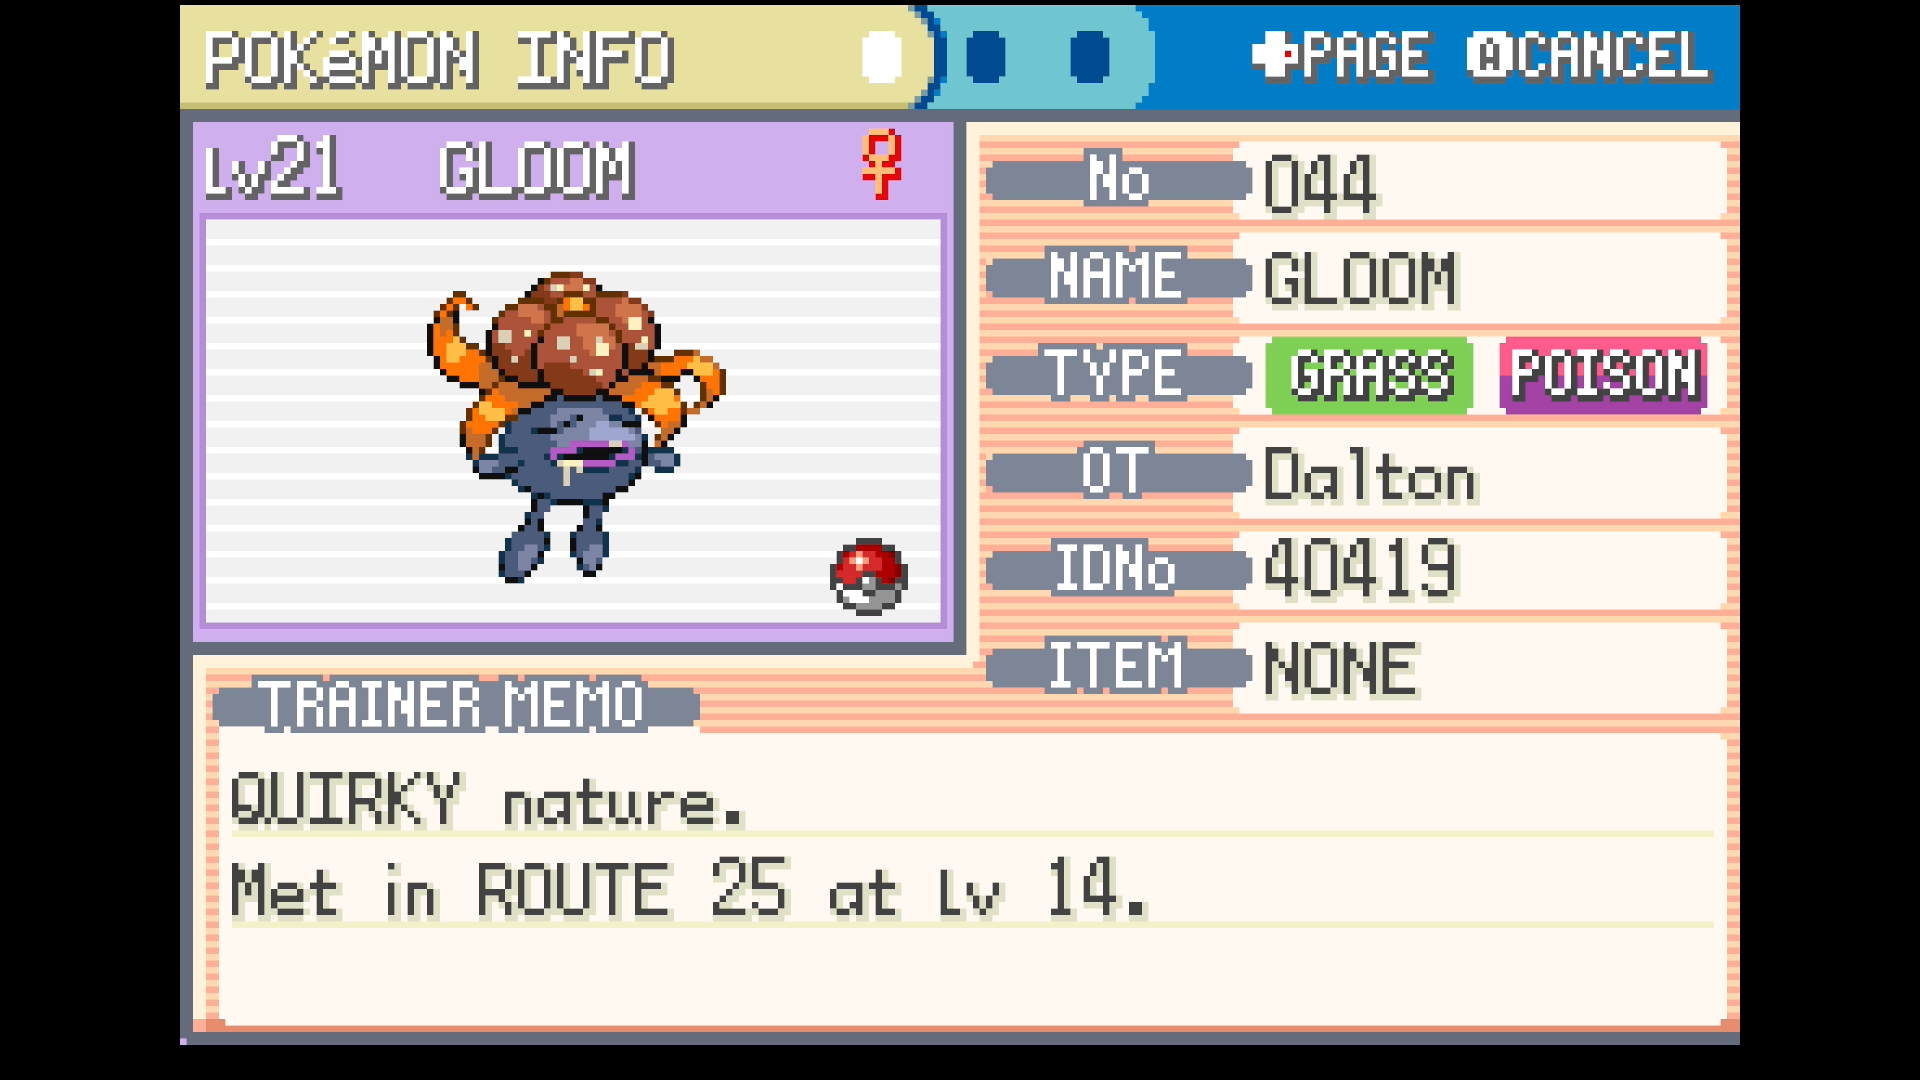 POKéMON INFO PAGE A CANCEL
Lv21 GLOOM ♀
No 044
NAME GLOOM
TYPE GRASS POISON
OT Dalton
IDNo 40419
ITEM NONE
TRAINER MEMO
QUIRKY nature.
Met in ROUTE 25 at Lv 14.